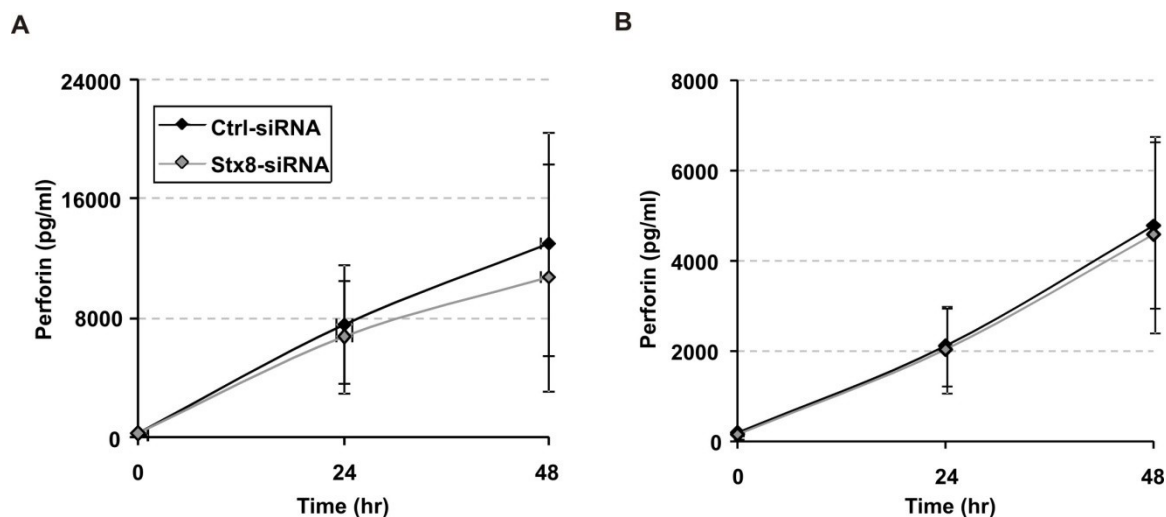 A
24000
16000
8000
0
Perforin (pg/ml)
Ctrl-siRNA
Stx8-siRNA
0 24 48
Time (hr)
B
8000
6000
4000
2000
0
Perforin (pg/ml)
0 24 48
Time (hr)